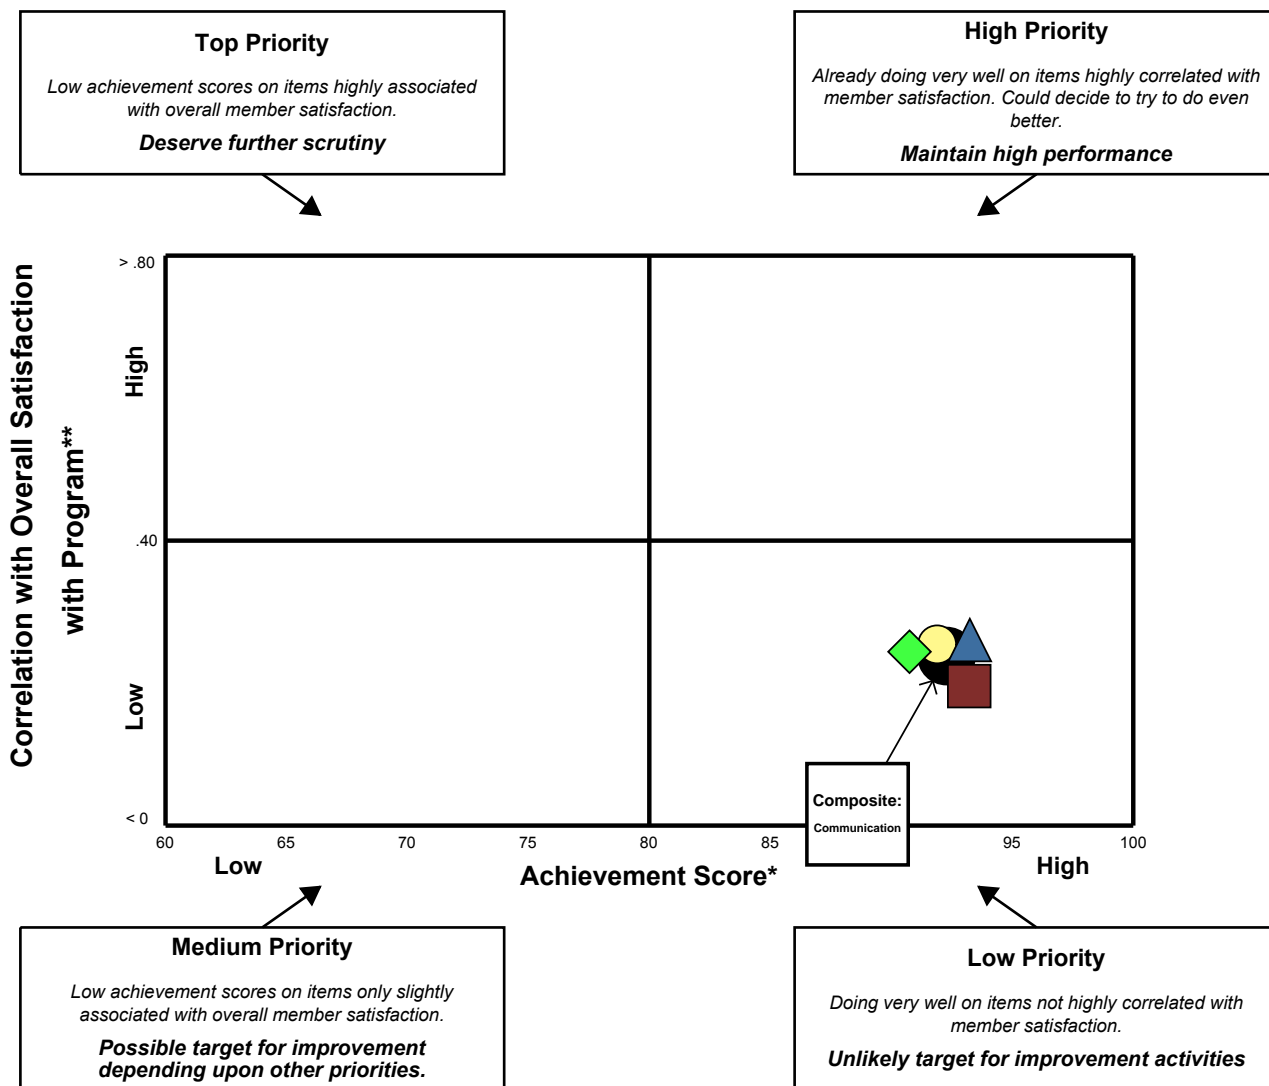 Top Priority
Low achievement scores on items highly associated
with overall member satisfaction.
Deserve further scrutiny
High Priority
Already doing very well on items highly correlated with
member satisfaction. Could decide to try to do even
better.
Maintain high performance
Correlation with Overall Satisfaction
with Program**
> .80
High
.40
Low
< 0
60
65
70
75
80
85
95
100
Composite:
Communication
Low
Achievement Score*
High
Medium Priority
Low achievement scores on items only slightly
associated with overall member satisfaction.
Possible target for improvement
depending upon other priorities.
Low Priority
Doing very well on items not highly correlated with
member satisfaction.
Unlikely target for improvement activities